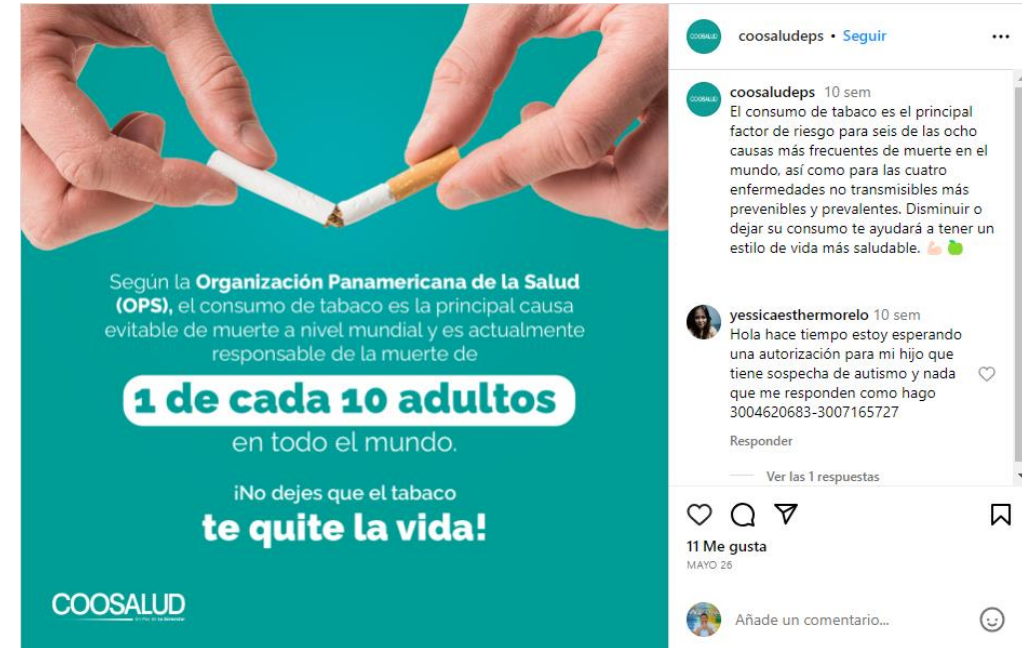 Según la Organización Panamericana de la Salud
(OPS), el consumo de tabaco es la principal causa
evitable de muerte a nivel mundial y es actualmente
responsable de la muerte de
1 de cada 10 adultos
en todo el mundo.
¡No dejes que el tabaco
te quite la vida!
COOSALUD
COOSALUD
coosaludeps • Seguir
COOSALUD
coosaludeps 10 sem
El consumo de tabaco es el principal
factor de riesgo para seis de las ocho
causas más frecuentes de muerte en el
mundo, así como para las cuatro
enfermedades no transmisibles más
prevenibles y prevalentes. Disminuir o
dejar su consumo te ayudará a tener un
estilo de vida más saludable. 💪🏻 🍏
yessicaesthermorelo 10 sem
Hola hace tiempo estoy esperando
una autorización para mi hijo que
tiene sospecha de autismo y nada
que me responden como hago
3004620683-3007165727
Responder
Ver las 1 respuestas
11 Me gusta
MAYO 26
Añade un comentario...